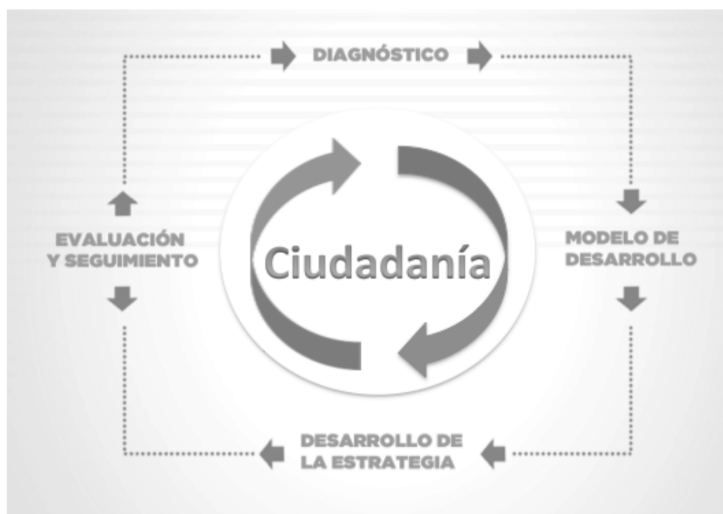 DIAGNÓSTICO
EVALUACIÓN
Y SEGUIMIENTO
Ciudadanía
MODELO DE
DESARROLLO
DESARROLLO DE
LA ESTRATEGIA